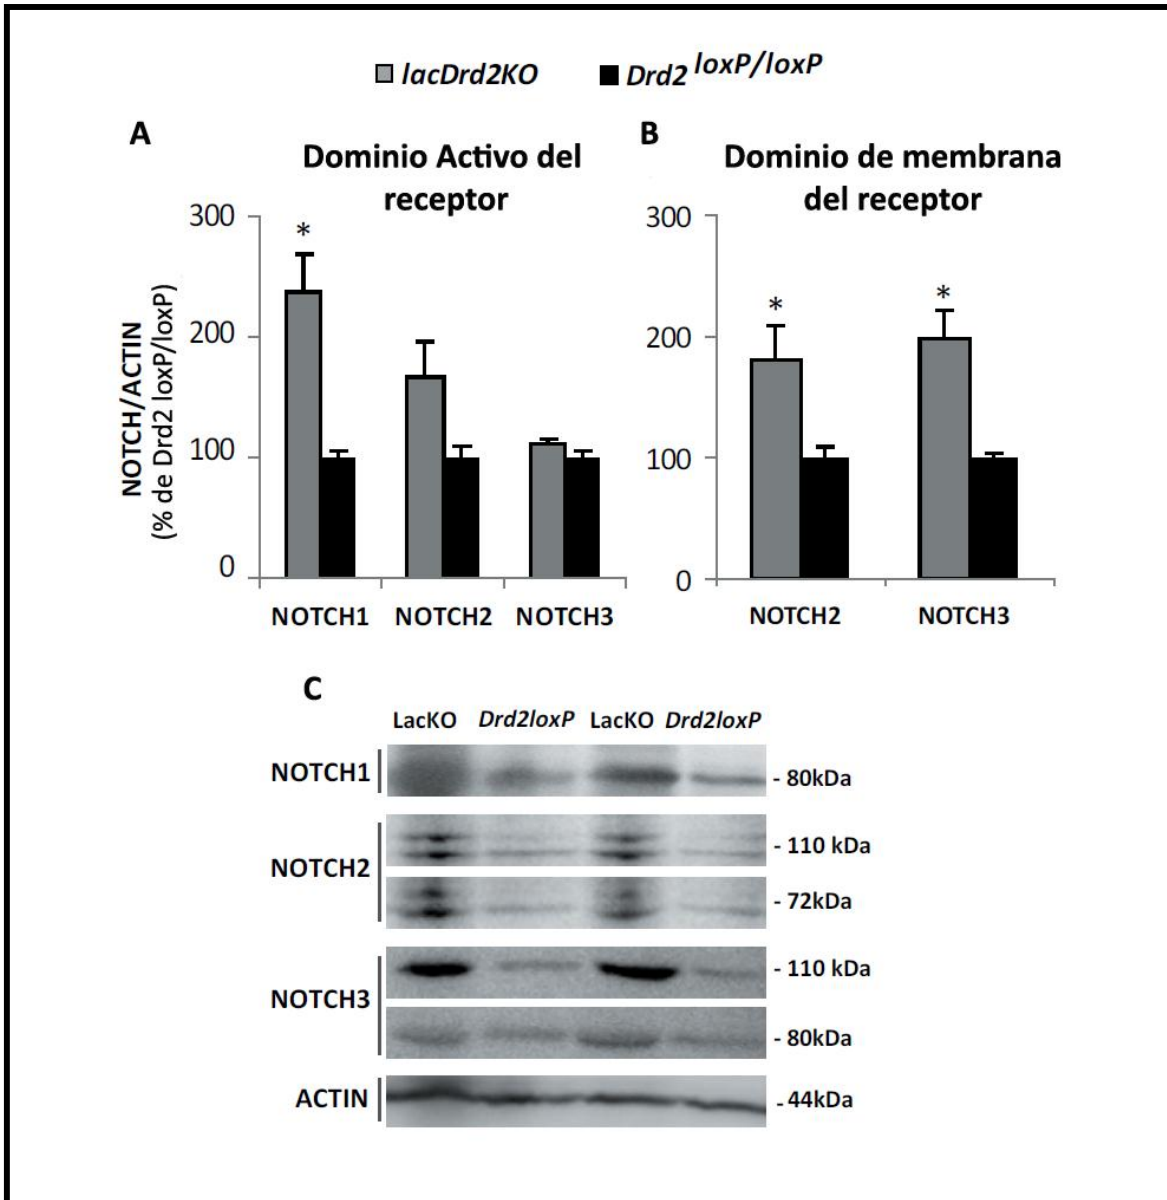 lacDrd2KO Drd2 loxP/loxP
A
Dominio Activo del
receptor
300
200
100
0
NOTCH/ACTIN
(% de Drd2 loxP/loxP)
*
NOTCH1 NOTCH2 NOTCH3
B
Dominio de membrana
del receptor
300
200
100
0
* *
NOTCH2 NOTCH3
C
LacKO Drd2loxP LacKO Drd2loxP
NOTCH1 - 80kDa
NOTCH2
- 110 kDa
- 72kDa
NOTCH3
- 110 kDa
- 80kDa
ACTIN - 44kDa